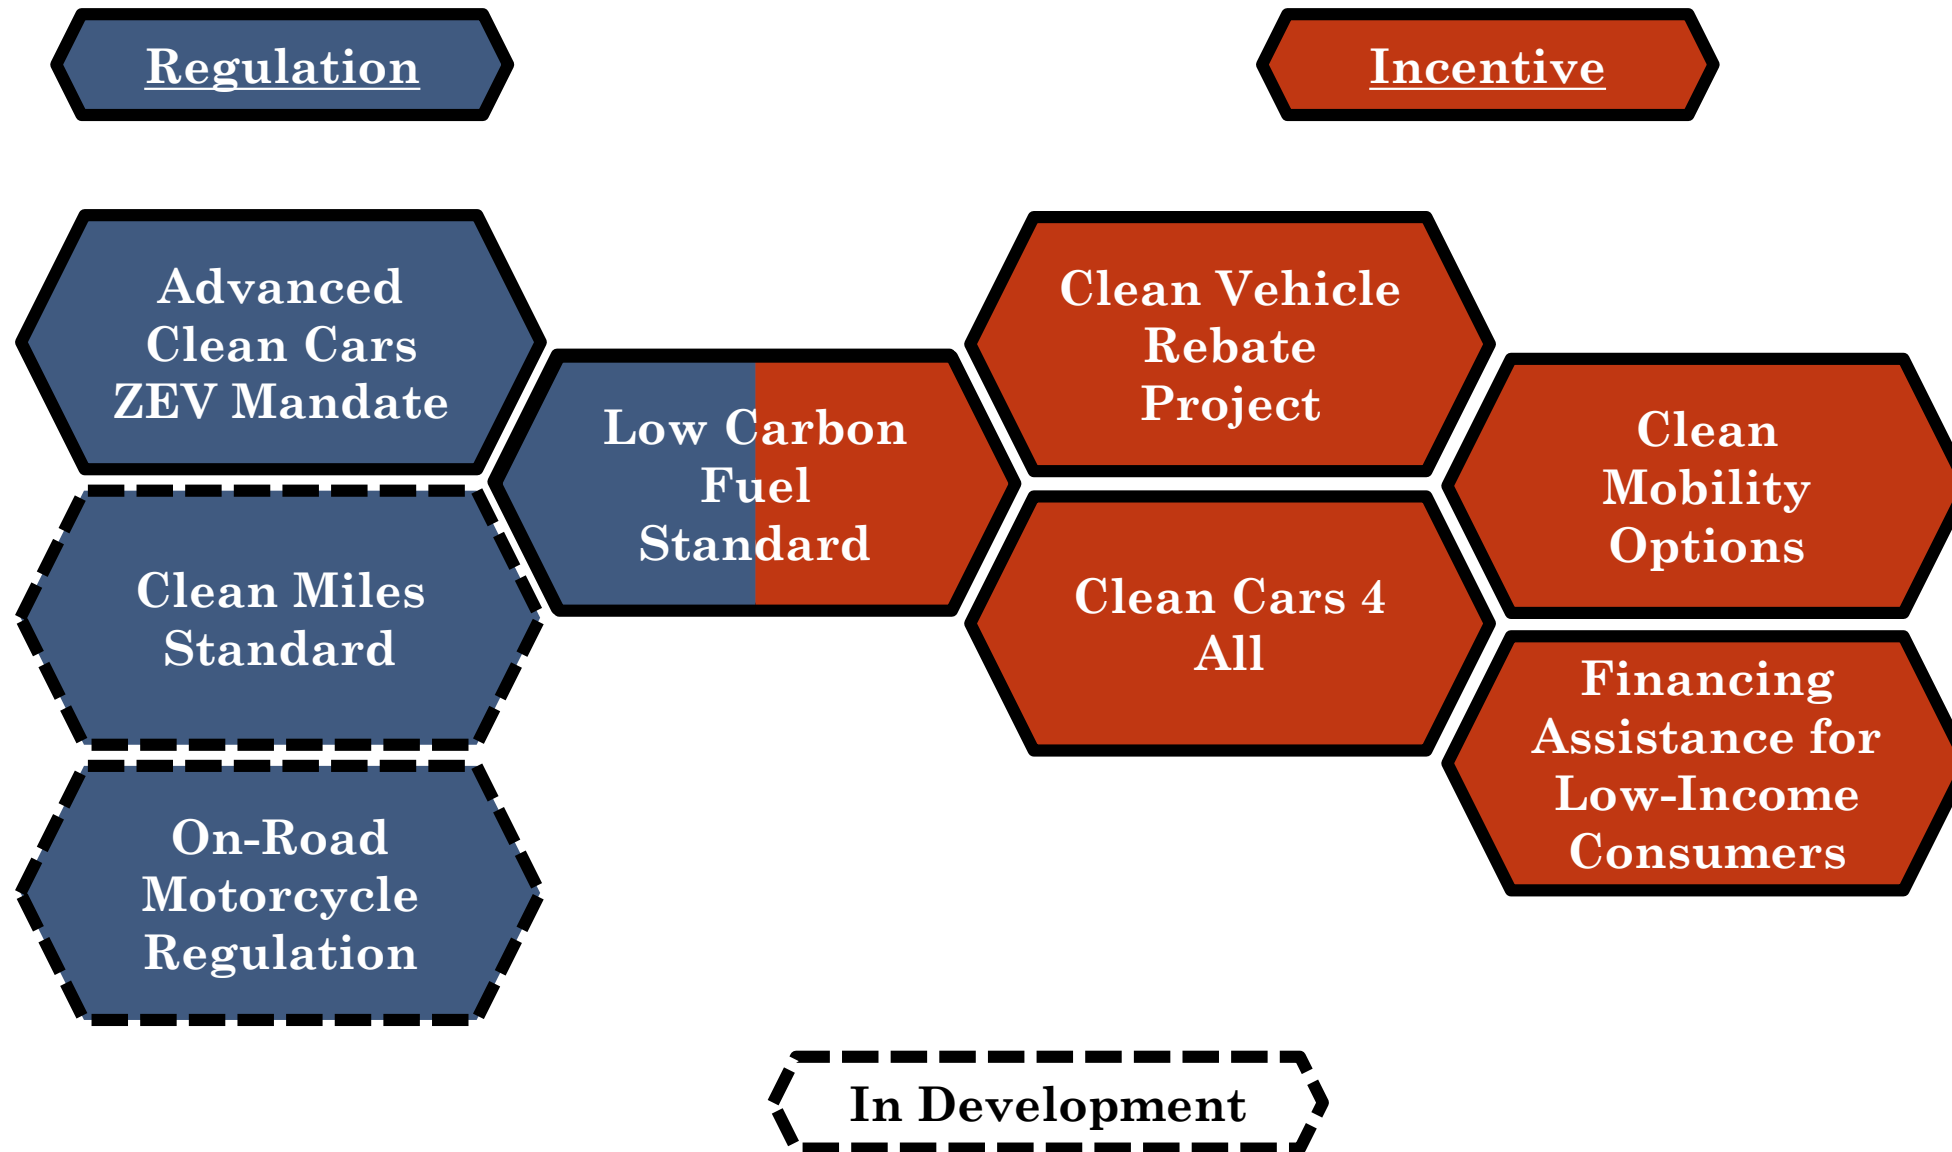 Regulation
Incentive
Advanced
Clean Cars
ZEV Mandate
Clean Miles
Standard
On-Road
Motorcycle
Regulation
Low Carbon
Fuel
Standard
Clean Vehicle
Rebate
Project
Clean Cars 4
All
Clean
Mobility
Options
Financing
Assistance for
Low-Income
Consumers
In Development